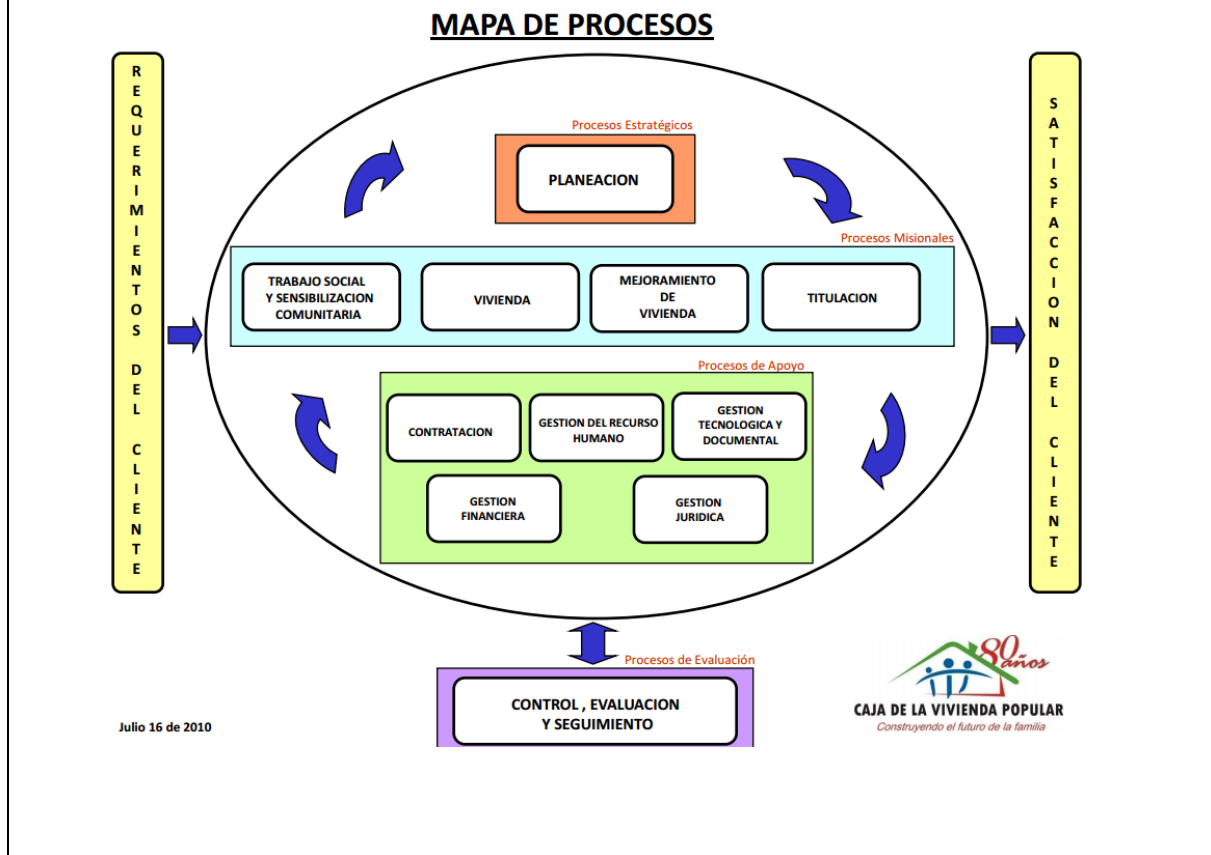 MAPA DE PROCESOS
REQUERIMIENTOS DEL CLIENTE
Procesos Estratégicos
PLANEACION
Procesos Misionales
TRABAJO SOCIAL
Y SENSIBILIZACION
COMUNITARIA
VIVIENDA
MEJORAMIENTO
DE
VIVIENDA
TITULACION
Procesos de Apoyo
CONTRATACION
GESTION DEL RECURSO
HUMANO
GESTION
TECNOLOGICA Y
DOCUMENTAL
GESTION
FINANCIERA
GESTION
JURIDICA
SATISFACCION DEL CLIENTE
Procesos de Evaluación
CONTROL , EVALUACION
Y SEGUIMIENTO
Julio 16 de 2010
80
años
CAJA DE LA VIVIENDA POPULAR
Construyendo el futuro de la familia